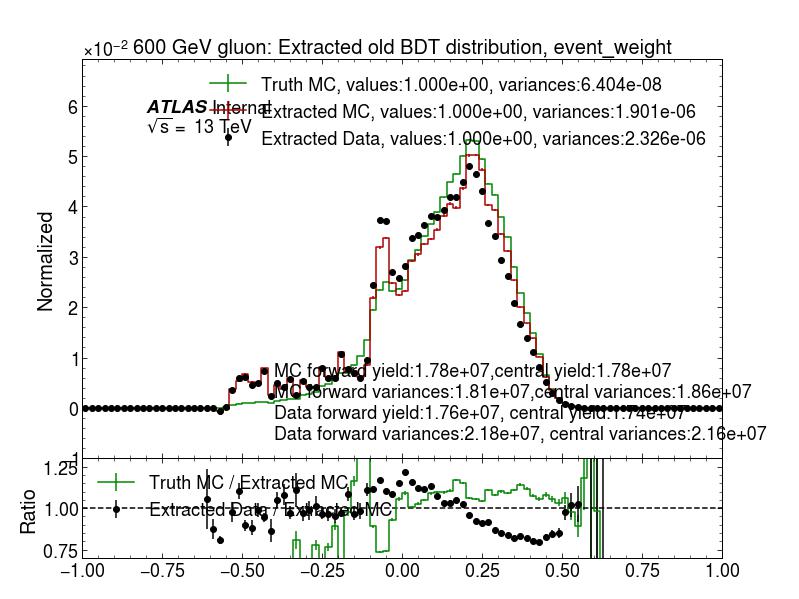 ×10⁻² 600 GeV gluon: Extracted old BDT distribution, event_weight
Truth MC, values:1.000e+00, variances:6.404e-08
ATLAS Internal
Extracted MC, values:1.000e+00, variances:1.901e-06
√s = 13 TeV
Extracted Data, values:1.000e+00, variances:2.326e-06
Normalized
6
5
4
3
2
1
0
−1
MC forward yield:1.78e+07,central yield:1.78e+07
MC forward variances:1.81e+07,central variances:1.86e+07
Data forward yield:1.76e+07, central yield:1.74e+07
Data forward variances:2.18e+07, central variances:2.16e+07
Ratio
1.25
1.00
0.75
Truth MC / Extracted MC
Extracted Data / Extracted MC
−1.00 −0.75 −0.50 −0.25 0.00 0.25 0.50 0.75 1.00